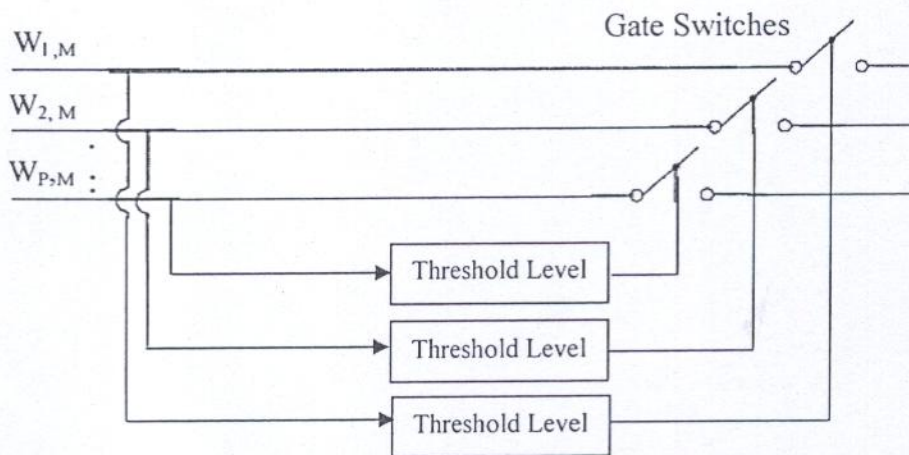 Gate Switches
W1,M
W2, M
WP,M
Threshold Level
Threshold Level
Threshold Level